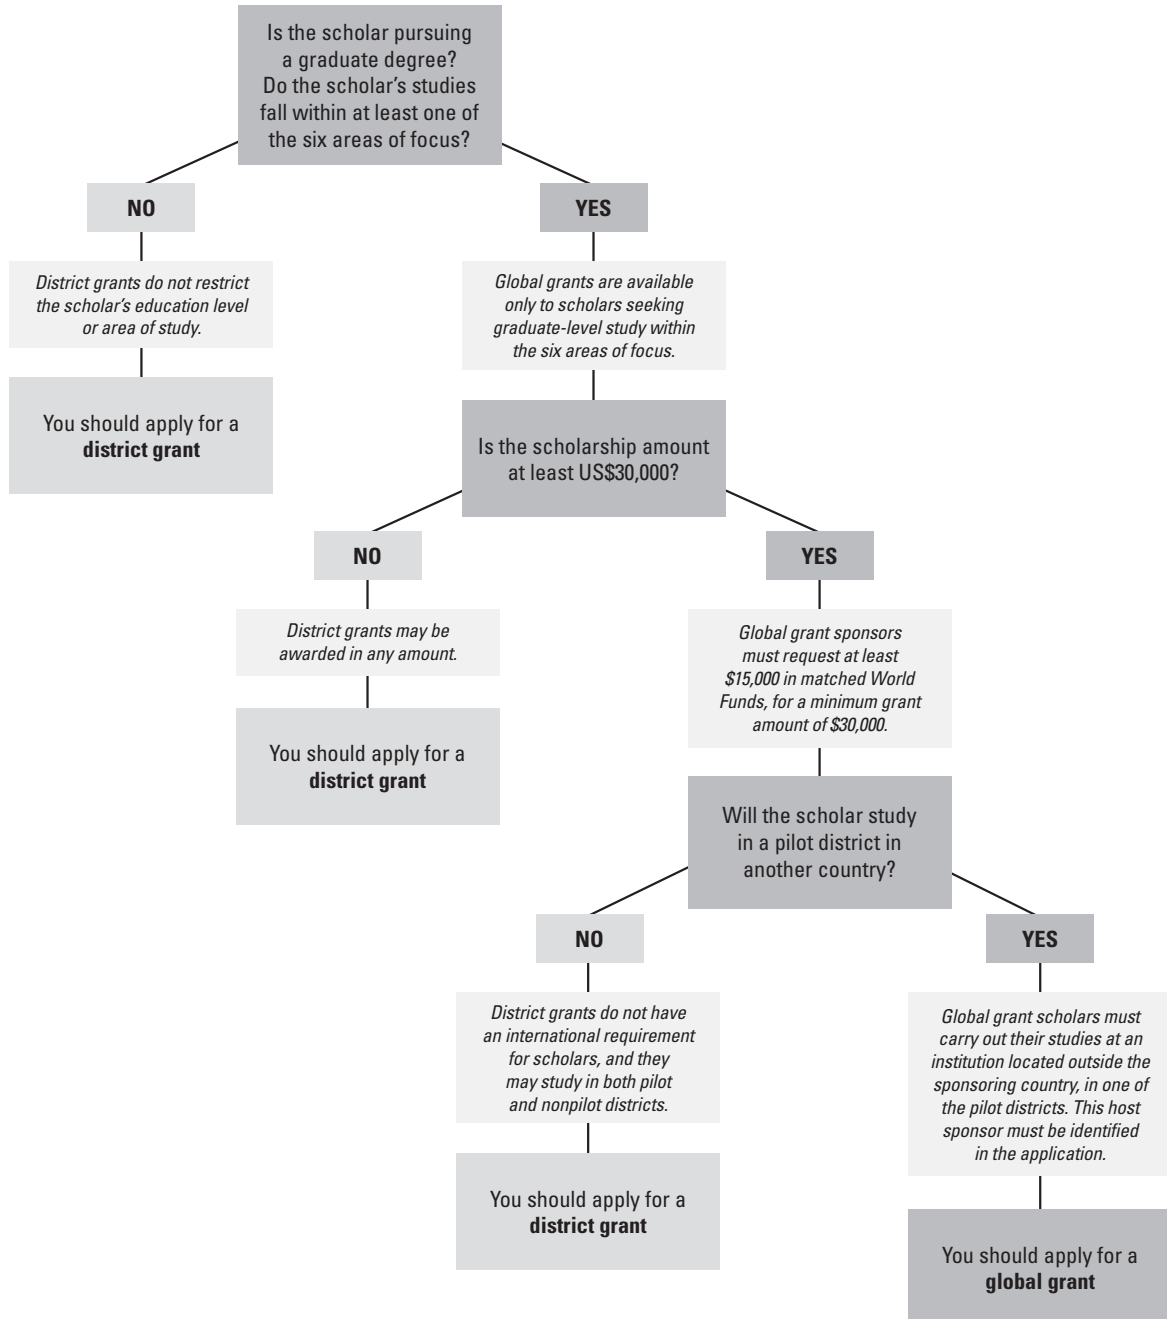 Is the scholar pursuing
a graduate degree?
Do the scholar's studies
fall within at least one of
the six areas of focus?
NO
YES
District grants do not restrict
the scholar's education level
or area of study.
Global grants are available
only to scholars seeking
graduate-level study within
the six areas of focus.
You should apply for a
district grant
Is the scholarship amount
at least US$30,000?
NO
YES
District grants may be
awarded in any amount.
Global grant sponsors
must request at least
$15,000 in matched World
Funds, for a minimum grant
amount of $30,000.
You should apply for a
district grant
Will the scholar study
in a pilot district in
another country?
NO
YES
District grants do not have
an international requirement
for scholars, and they
may study in both pilot
and nonpilot districts.
Global grant scholars must
carry out their studies at an
institution located outside the
sponsoring country, in one of
the pilot districts. This host
sponsor must be identified
in the application.
You should apply for a
district grant
You should apply for a
global grant